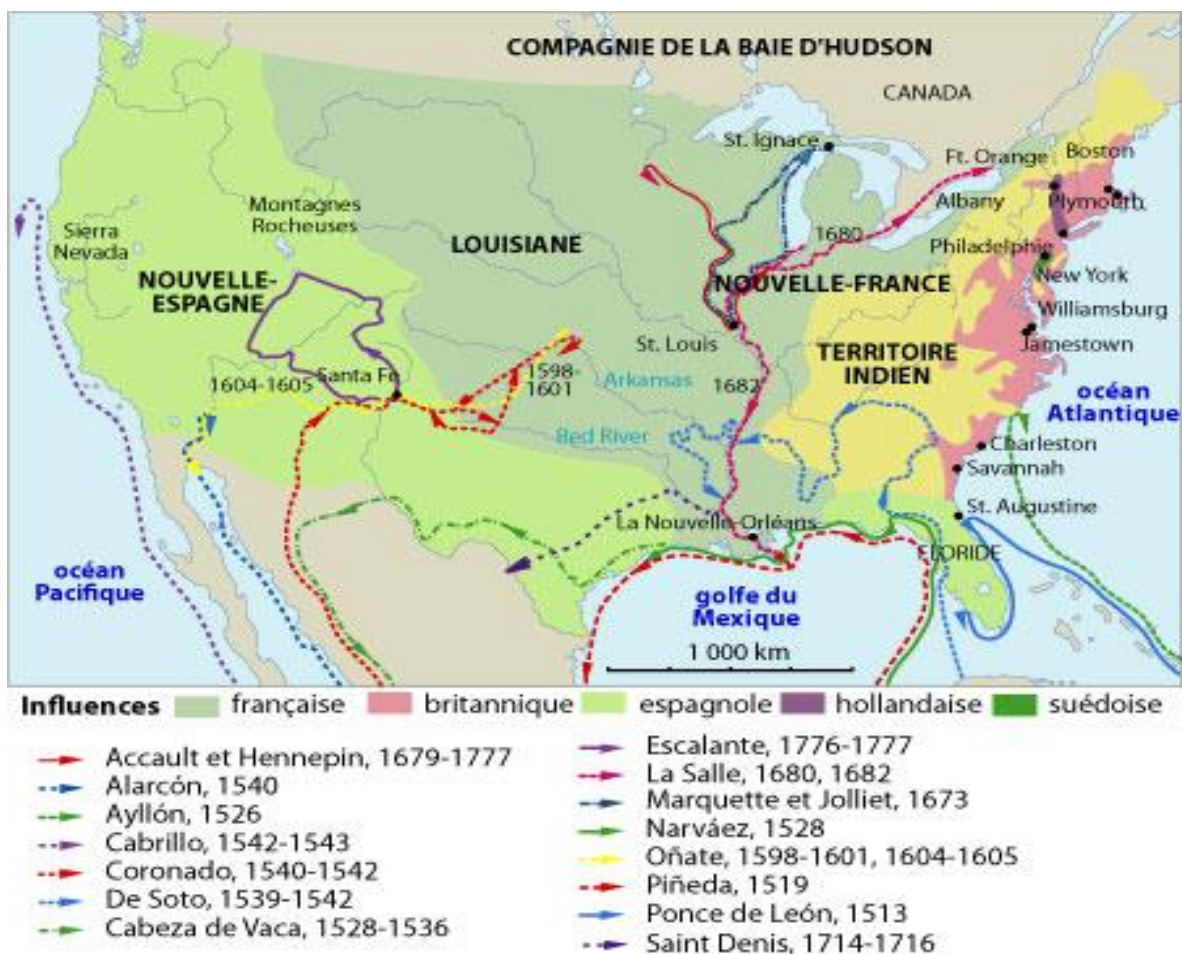 COMPAGNIE DE LA BAIE D'HUDSON
CANADA
St. Ignace
Ft. Orange
Boston
Albany
Plymouth
Montagnes
Rocheuses
Sierra
Nevada
LOUISIANE
1680
Philadelphie
NOUVELLE-
ESPAGNE
NOUVELLE-FRANCE
New York
Williamsburg
St. Louis
Jamestown
TERRITOIRE
INDIEN
1604-1605
Santa Fe
1598-
1601
Arkansas
1682
océan
Atlantique
Red River
Charleston
Savannah
St. Augustine
La Nouvelle-Orléans
FLORIDE
océan
Pacifique
golfe du
Mexique
1 000 km
Influences française britannique espagnole hollandaise suédoise
Accault et Hennepin, 1679-1777
Alarcón, 1540
Ayllón, 1526
Cabrillo, 1542-1543
Coronado, 1540-1542
De Soto, 1539-1542
Cabeza de Vaca, 1528-1536
Escalante, 1776-1777
La Salle, 1680, 1682
Marquette et Jolliet, 1673
Narváez, 1528
Oñate, 1598-1601, 1604-1605
Piñeda, 1519
Ponce de León, 1513
Saint Denis, 1714-1716